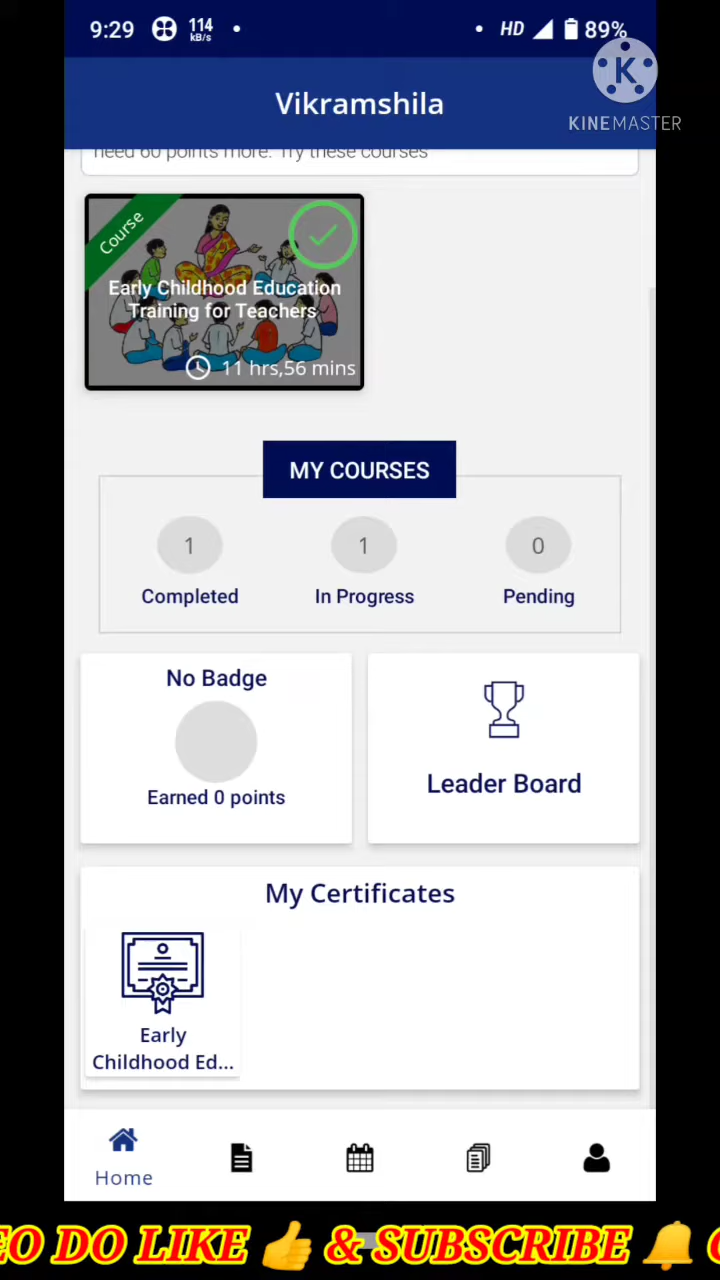 9:29 114 kB/s HD 89%
KINEMASTER
Vikramshila
need 60 points more. Try these courses
Course
Early Childhood Education
Training for Teachers
11 hrs,56 mins
MY COURSES
1 1 0
Completed In Progress Pending
No Badge
Earned 0 points
Leader Board
My Certificates
Early
Childhood Ed...
Home
EO DO LIKE 👍 & SUBSCRIBE 🔔